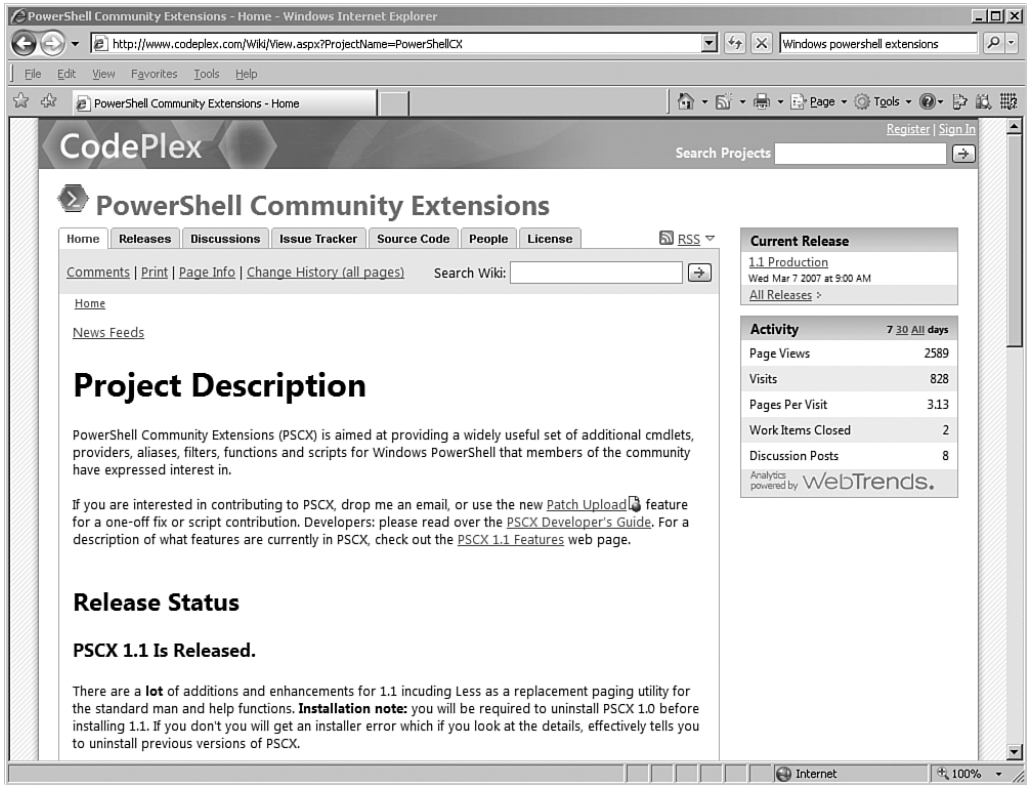 PowerShell Community Extensions - Home - Windows Internet Explorer
http://www.codeplex.com/Wiki/View.aspx?ProjectName=PowerShellCX
Windows powershell extensions
File Edit View Favorites Tools Help
PowerShell Community Extensions - Home
Page Tools
Register | Sign In
CodePlex
Search Projects
PowerShell Community Extensions
Home Releases Discussions Issue Tracker Source Code People License
RSS
Comments | Print | Page Info | Change History (all pages)
Search Wiki:
Home
News Feeds
Project Description
PowerShell Community Extensions (PSCX) is aimed at providing a widely useful set of additional cmdlets,
providers, aliases, filters, functions and scripts for Windows PowerShell that members of the community
have expressed interest in.
If you are interested in contributing to PSCX, drop me an email, or use the new Patch Upload feature
for a one-off fix or script contribution. Developers: please read over the PSCX Developer's Guide. For a
description of what features are currently in PSCX, check out the PSCX 1.1 Features web page.
Release Status
PSCX 1.1 Is Released.
There are a lot of additions and enhancements for 1.1 incuding Less as a replacement paging utility for
the standard man and help functions. Installation note: you will be required to uninstall PSCX 1.0 before
installing 1.1. If you don't you will get an installer error which if you look at the details, effectively tells you
to uninstall previous versions of PSCX.
Current Release
1.1 Production
Wed Mar 7 2007 at 9:00 AM
All Releases >
Activity 7 30 All days
Page Views 2589
Visits 828
Pages Per Visit 3.13
Work Items Closed 2
Discussion Posts 8
Analytics
powered by WebTrends.
Internet
100%